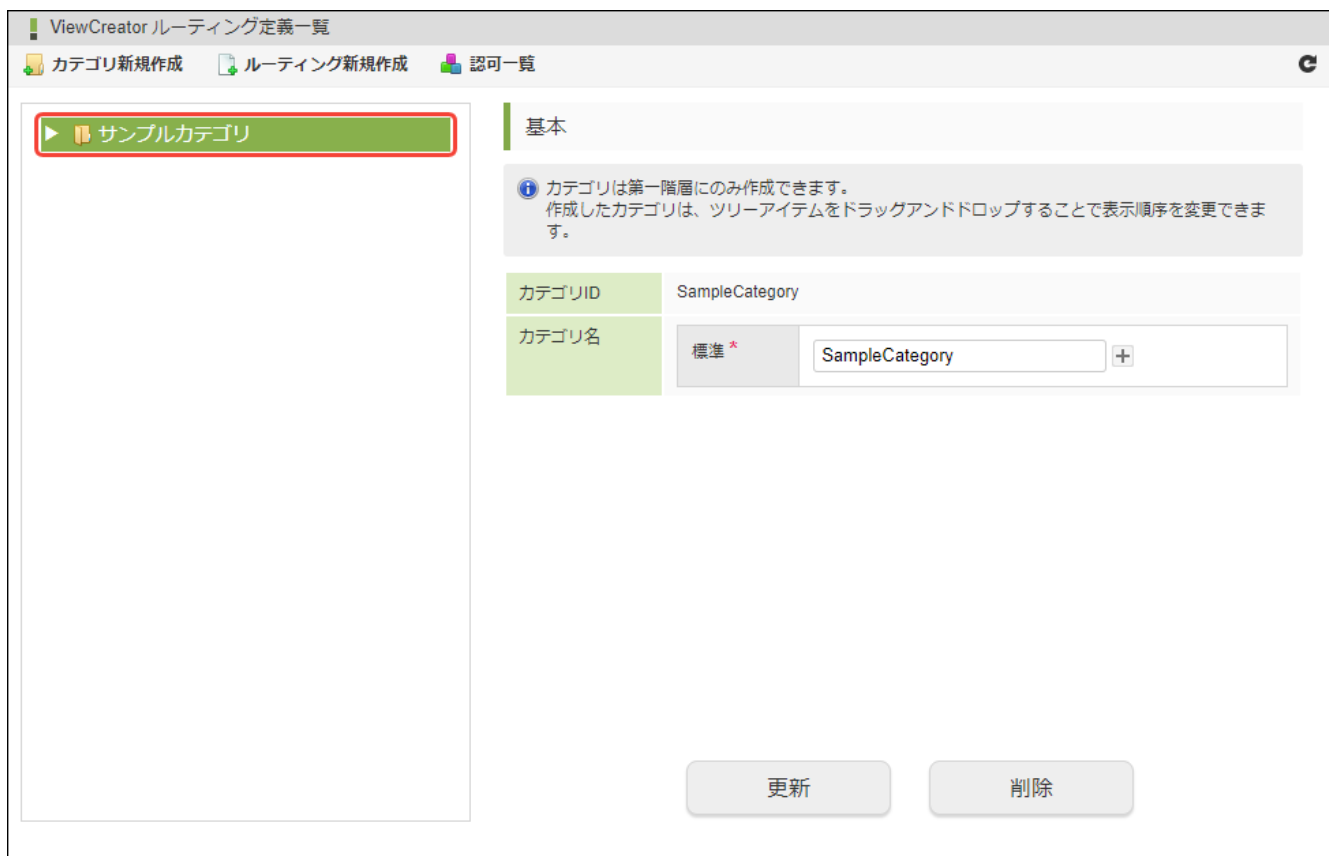 ViewCreator ルーティング定義一覧
カテゴリ新規作成 ルーティング新規作成 認可一覧
サンプルカテゴリ
基本
カテゴリは第一階層にのみ作成できます。
作成したカテゴリは、ツリーアイテムをドラッグアンドドロップすることで表示順序を変更できま
す。
カテゴリID SampleCategory
カテゴリ名 標準 * SampleCategory
更新 削除